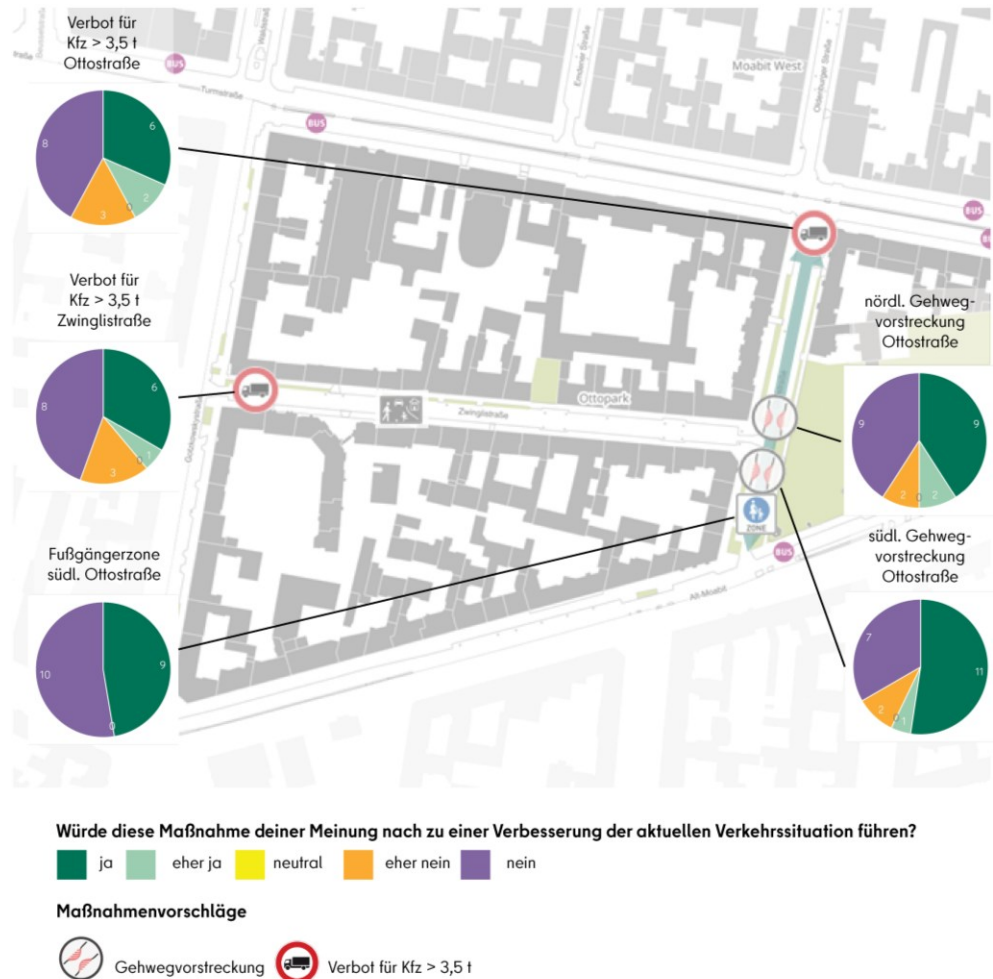 Verbot für
Kfz > 3,5 t
Ottostraße
8
6
2
0
3
BUS
Turmstraße
BUS
Emdener Straße
Moabit West
Oldenburger Straße
BUS
Verbot für
Kfz > 3,5 t
Zwinglistraße
8
6
1
0
3
Gotzkowskystraße
Zwinglistraße
Ottopark
ZONE
BUS
Alt-Moabit
nördl. Gehweg-
vorstreckung
Ottostraße
9
9
2
0
2
Fußgängerzone
südl. Ottostraße
10
9
0
südl. Gehweg-
vorstreckung
Ottostraße
7
11
2
0
1
Würde diese Maßnahme deiner Meinung nach zu einer Verbesserung der aktuellen Verkehrssituation führen?
ja eher ja neutral eher nein nein
Maßnahmenvorschläge
Gehwegvorstreckung Verbot für Kfz > 3,5 t